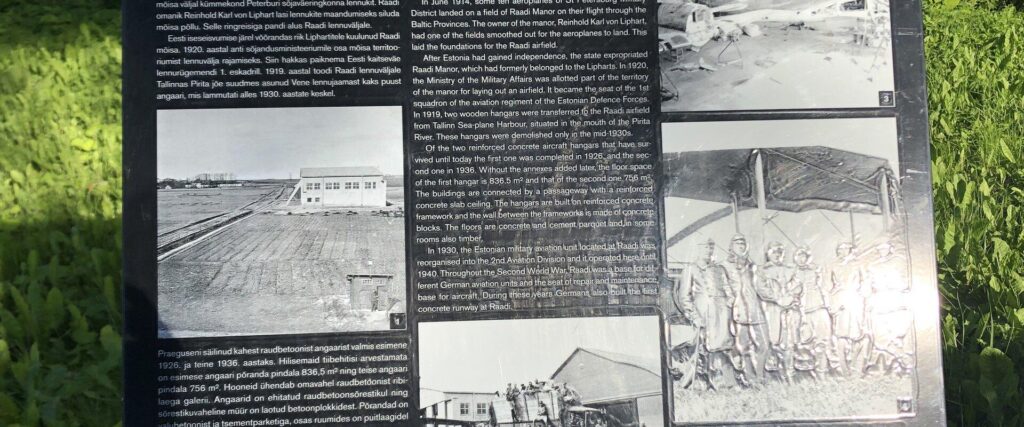 mõisa väljal kümmekond Peterburi sõjaväeringkonna lennukit. Raadi
omanik Reinhold Karl von Liphart lasi lennukite maandumiseks siluda
mõisa põllu. Selle ringreisiga pandi alus Raadi lennuväljale.
Eesti iseseisvumise järel võõrandas riik Liphartitele kuulunud Raadi
mõisa. 1920. aastal anti sõjandusministeeriumile osa mõisa territoo-
riumist lennuvälja rajamiseks. Siin hakkas paiknema Eesti kaitseväe
lennurügemendi 1. eskadrill. 1919. aastal toodi Raadi lennuväljale
Tallinnas Pirita jõe suudmes asunud Vene lennujaamast kaks puust
angaari, mis lammutati alles 1930. aastate keskel.
1
Praeguseni säilinud kahest raudbetoonist angaarist valmis esimene
1926. ja teine 1936. aastaks. Hilisemaid tiibehitisi arvestamata
on esimese angaari põranda pindala 836,5 m² ning teise angaari
pindala 756 m². Hooneid ühendab omavahel raudbetoonist ribi-
laega galerii. Angaarid on ehitatud raudbetoonsõrestikul ning
sõrestikuvaheline müür on laotud betoonplokkidest. Põrandad on
valubetoonist ja tsementparketiga, osas ruumides on puitlaagidel
In June 1914, some ten aeroplanes of St Petersburg Military
District landed on a field of Raadi Manor on their flight through the
Baltic Provinces. The owner of the manor, Reinhold Karl von Liphart,
had one of the fields smoothed out for the aeroplanes to land. This
laid the foundations for the Raadi airfield.
After Estonia had gained independence, the state expropriated
Raadi Manor, which had formerly belonged to the Lipharts. In 1920,
the Ministry of the Military Affairs was allotted part of the territory
of the manor for laying out an airfield. It became the seat of the 1st
squadron of the aviation regiment of the Estonian Defence Forces.
In 1919, two wooden hangars were transferred to the Raadi airfield
from Tallinn Sea-plane Harbour, situated in the mouth of the Pirita
River. These hangars were demolished only in the mid-1930s.
Of the two reinforced concrete aircraft hangars that have sur-
vived until today the first one was completed in 1926, and the sec-
ond one in 1936. Without the annexes added later, the floor space
of the first hangar is 836.5 m² and that of the second one 756 m².
The buildings are connected by a passageway with a reinforced
concrete slab ceiling. The hangars are built on reinforced concrete
framework and the wall between the frameworks is made of concrete
blocks. The floors are concrete and cement parquet and in some
rooms also timber.
In 1930, the Estonian military aviation unit located at Raadi was
reorganised into the 2nd Aviation Division and it operated here until
1940. Throughout the Second World War, Raadi was a base for dif-
ferent German aviation units and the seat of repair and maintenance
base for aircraft. During these years Germans also built the first
concrete runway at Raadi.
3